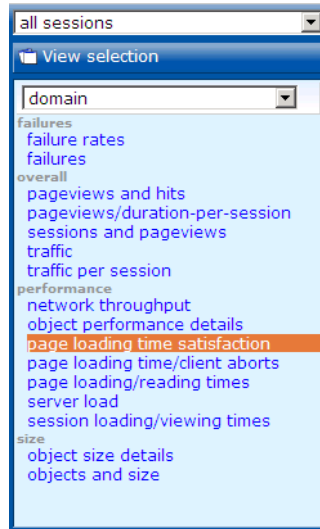 all sessions
View selection
domain
failures
failure rates
failures
overall
pageviews and hits
pageviews/duration-per-session
sessions and pageviews
traffic
traffic per session
performance
network throughput
object performance details
page loading time satisfaction
page loading time/client aborts
page loading/reading times
server load
session loading/viewing times
size
object size details
objects and size